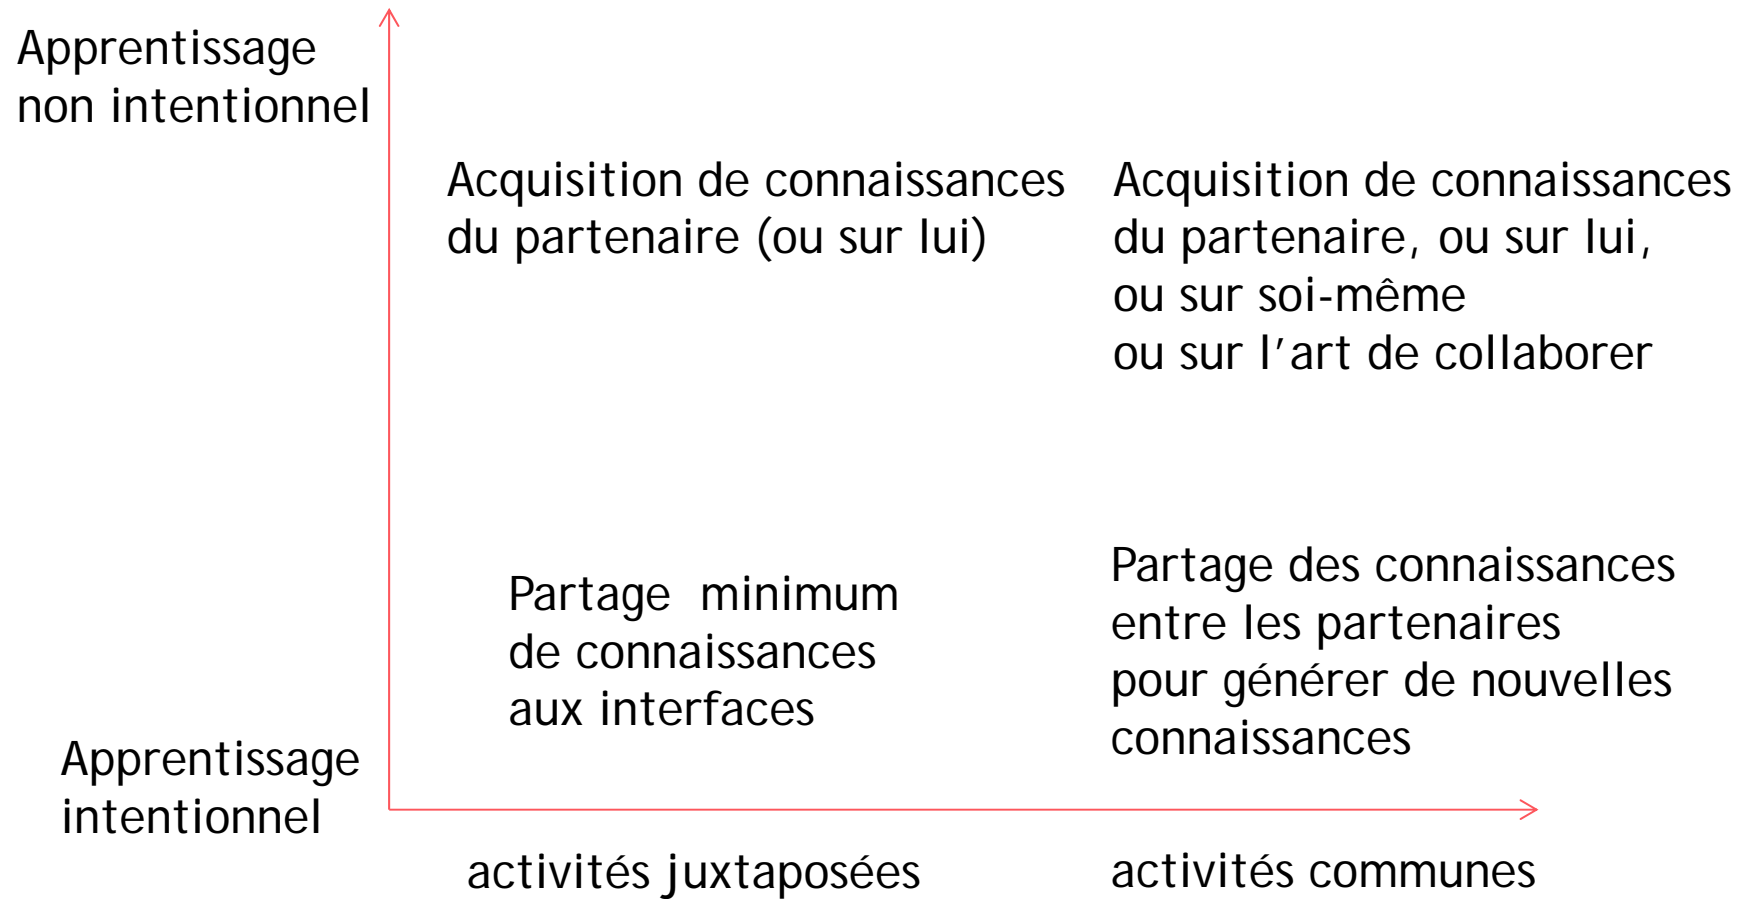 Apprentissage
non intentionnel
Acquisition de connaissances
du partenaire (ou sur lui)
Acquisition de connaissances
du partenaire, ou sur lui,
ou sur soi-même
ou sur l’art de collaborer
Partage  minimum
de connaissances
aux interfaces
Partage des connaissances
entre les partenaires
pour générer de nouvelles
connaissances
Apprentissage
intentionnel
activités juxtaposées
activités communes